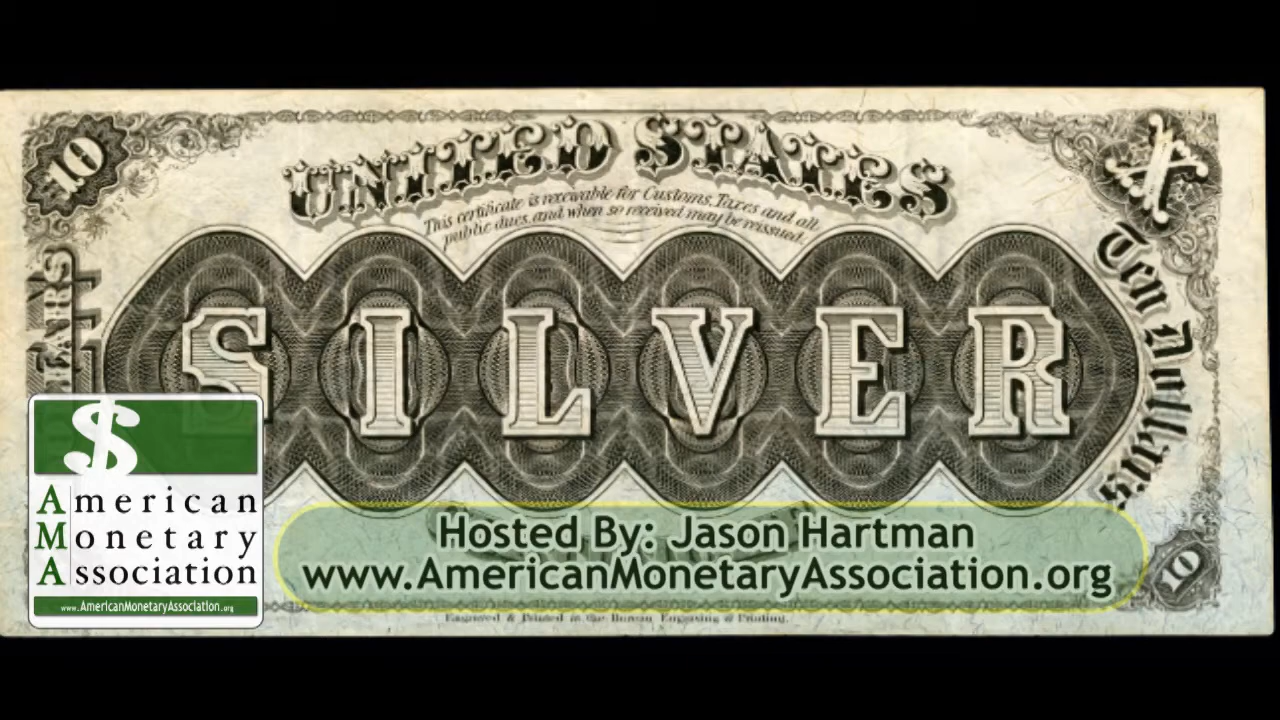 10
UNITED STATES
X
This certificate is receivable for Customs, Taxes and all
public dues, and when so received may be reissued.
Ten Dollars
SILVER
$
American
Monetary
Association
www.AmericanMonetaryAssociation.org
Hosted By: Jason Hartman
www.AmericanMonetaryAssociation.org
10
Engraved & Printed at the Bureau, Engraving & Printing.